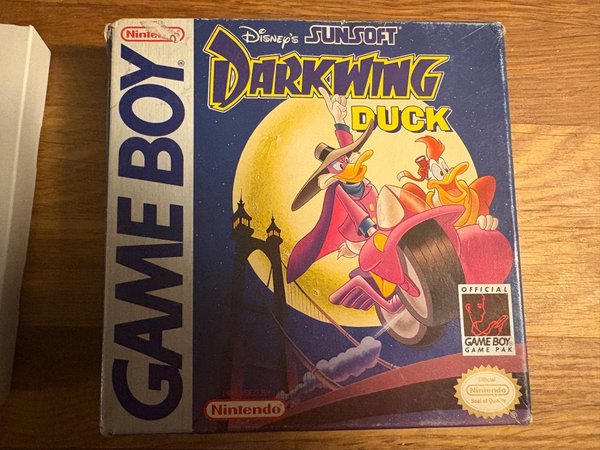 Nintendo
GAME BOY
DISNEY'S SUNSOFT®
DARKWING
DUCK
OFFICIAL
GAME BOY
GAME PAK
Nintendo
Official
Nintendo
Seal of Quality